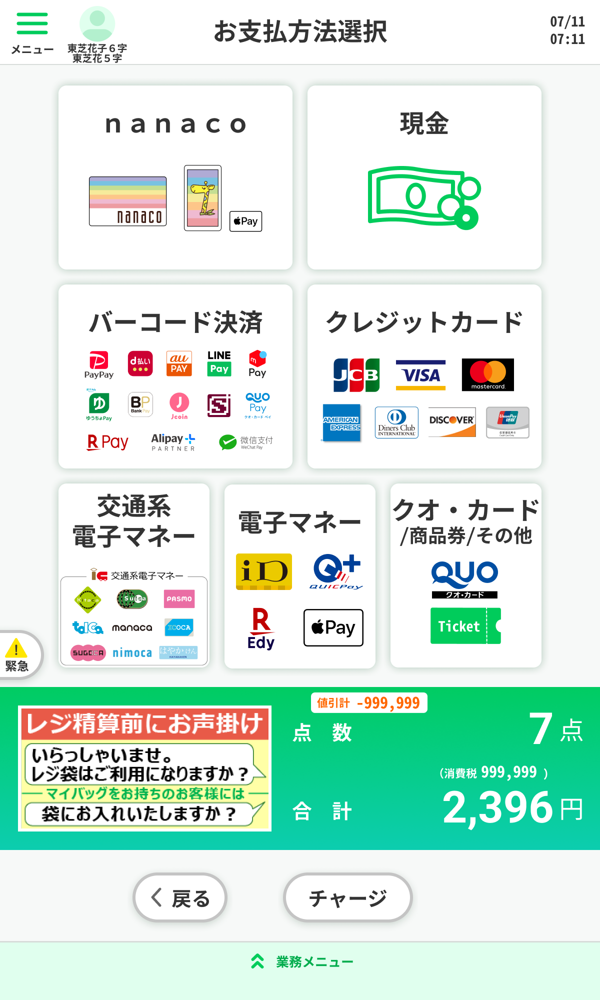 メニュー
東芝花子６字
東芝花５字
お支払方法選択
07/11
07:11
ｎａｎａｃｏ
nanaco
Pay
現金
バーコード決済
PayPay
d払い
au PAY
LINE Pay
m Pay
ゆ
ゆうちょPay
BP
Bank Pay
J
Jcoin
S
QUO Pay
クオ・カード ペイ
R Pay
Alipay+
PARTNER
微信支付
WeChat Pay
クレジットカード
JCB
VISA
mastercard.
AMERICAN EXPRESS
Diners Club
INTERNATIONAL
DISCOVER
UnionPay
银联
Credit Card Only
交通系
電子マネー
交通系電子マネー
Kitaca
Suica
PASMO
toica
manaca
ICOCA
SUGOCA
nimoca
はやかけん
HAYAKAKEN
電子マネー
iD
Q+
QUICPay
R
Edy
Pay
クオ・カード
/商品券/その他
QUO
クオ・カード
Ticket
!
緊急
値引計 -999,999
点　数 7 点
（消費税 999,999 ）
合　計 2,396 円
レジ精算前にお声掛け
いらっしゃいませ。
レジ袋はご利用になりますか？
マイバッグをお持ちのお客様には
袋にお入れいたしますか？
戻る
チャージ
業務メニュー